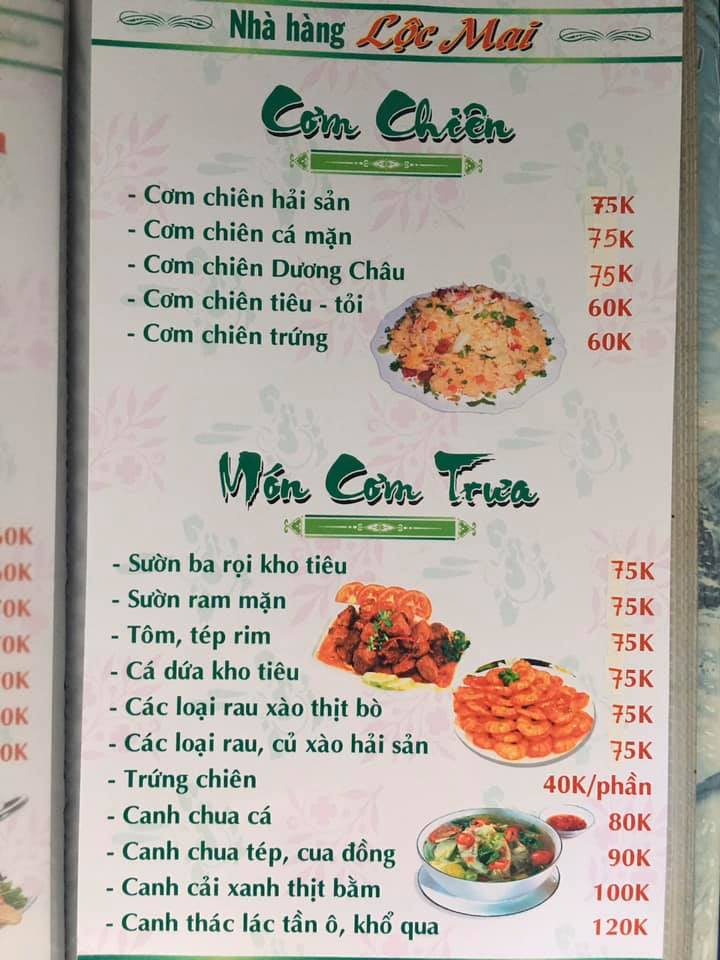 Nhà hàng Lộc Mai
Cơm Chiên
- Cơm chiên hải sản 75K
- Cơm chiên cá mặn 75K
- Cơm chiên Dương Châu 75K
- Cơm chiên tiêu - tỏi 60K
- Cơm chiên trứng 60K
Món Cơm Trưa
- Sườn ba rọi kho tiêu 75K
- Sườn ram mặn 75K
- Tôm, tép rim 75K
- Cá dứa kho tiêu 75K
- Các loại rau xào thịt bò 75K
- Các loại rau, củ xào hải sản 75K
- Trứng chiên 40K/phần
- Canh chua cá 80K
- Canh chua tép, cua đồng 90K
- Canh cải xanh thịt bằm 100K
- Canh thác lác tần ô, khổ qua 120K